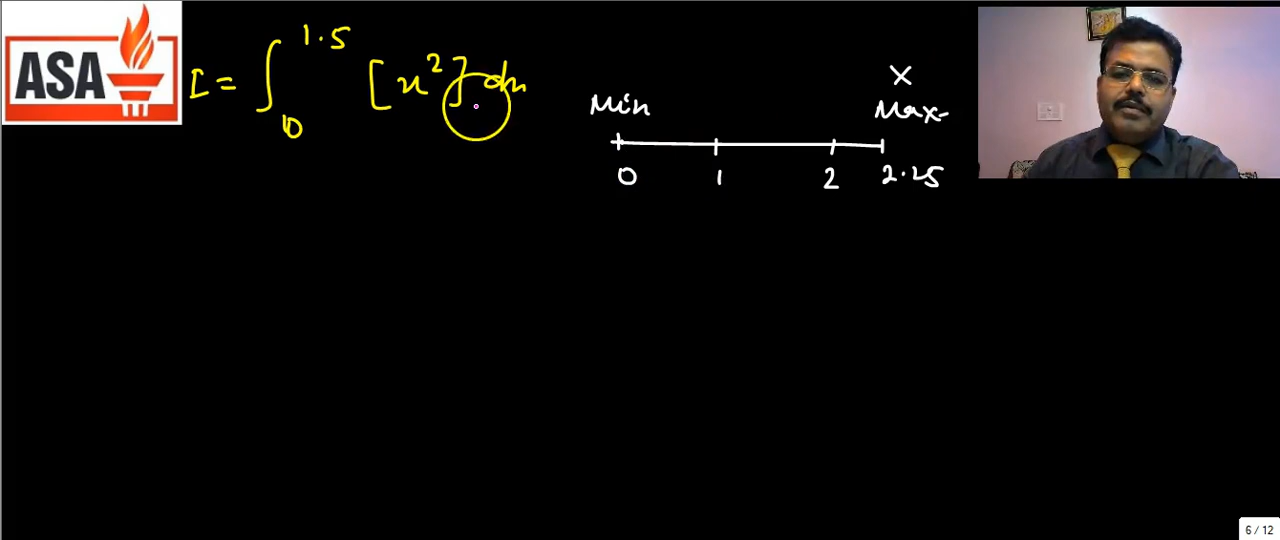 ASA
I = ∫₀^1.5 [x²] dx
Min Max
X
0 1 2 2.25
6 / 12